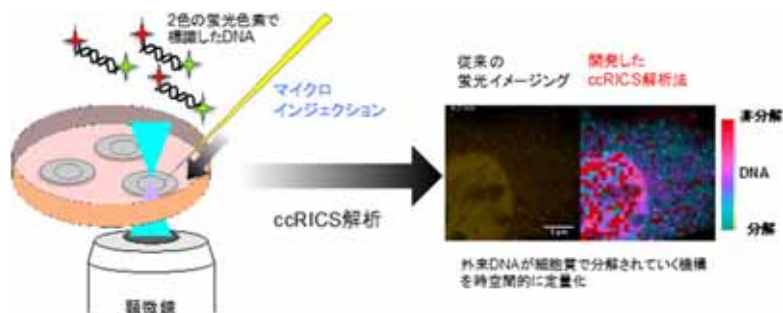 2色の蛍光色素で
標識したDNA
マイクロ
インジェクション
ccRICS解析
顕微鏡
従来の
蛍光イメージング
開発した
ccRICS解析法
非分解
DNA
分解
外来DNAが細胞質で分解されていく機構
を時空間的に定量化